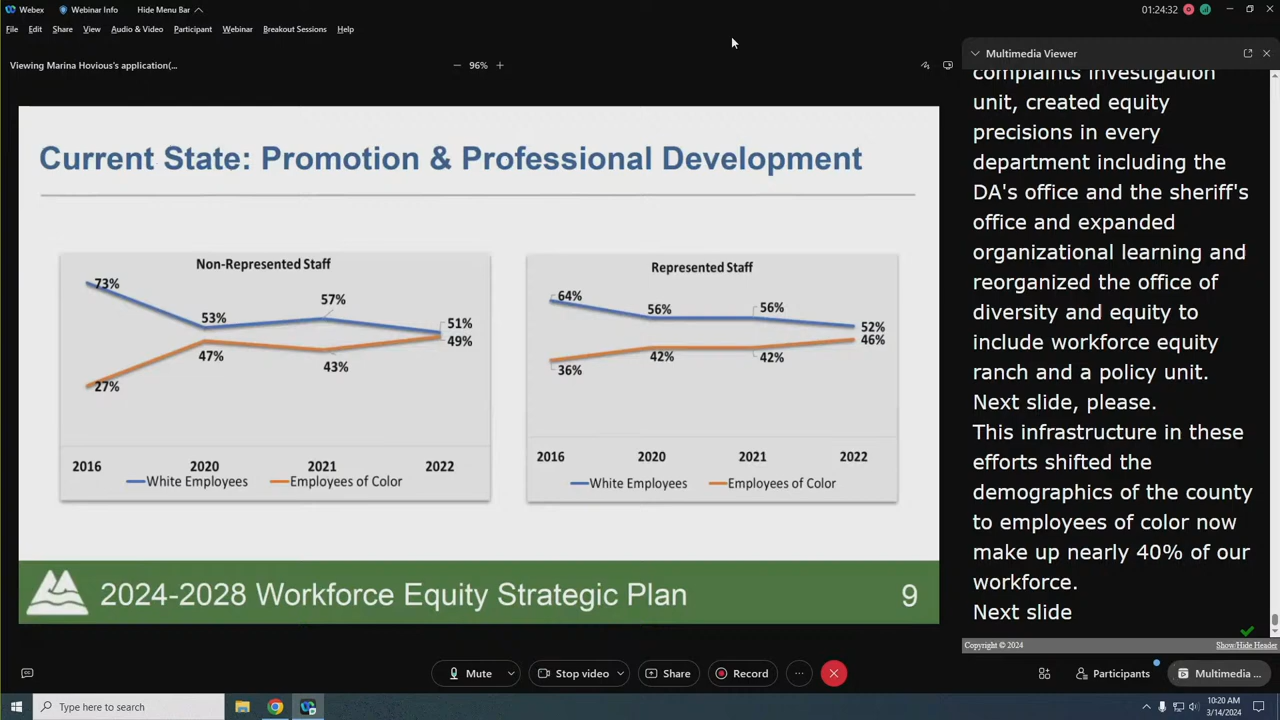 Webex
Webinar Info
Hide Menu Bar
01:24:32
File Edit Share View Audio & Video Participant Webinar Breakout Sessions Help
Viewing Marina Hovious's application(...
96%
Current State: Promotion & Professional Development
Non-Represented Staff
73%
53%
57%
51%
49%
47%
43%
27%
2016 2020 2021 2022
White Employees Employees of Color
Represented Staff
64%
56%
56%
52%
46%
42%
42%
36%
2016 2020 2021 2022
White Employees Employees of Color
2024-2028 Workforce Equity Strategic Plan
9
Multimedia Viewer
complaints investigation
unit, created equity
precisions in every
department including the
DA's office and the sheriff's
office and expanded
organizational learning and
reorganized the office of
diversity and equity to
include workforce equity
ranch and a policy unit.
Next slide, please.
This infrastructure in these
efforts shifted the
demographics of the county
to employees of color now
make up nearly 40% of our
workforce.
Next slide
Copyright © 2024
Show/Hide Header
Mute
Stop video
Share
Record
Participants
Multimedia ...
Type here to search
10:20 AM
3/14/2024